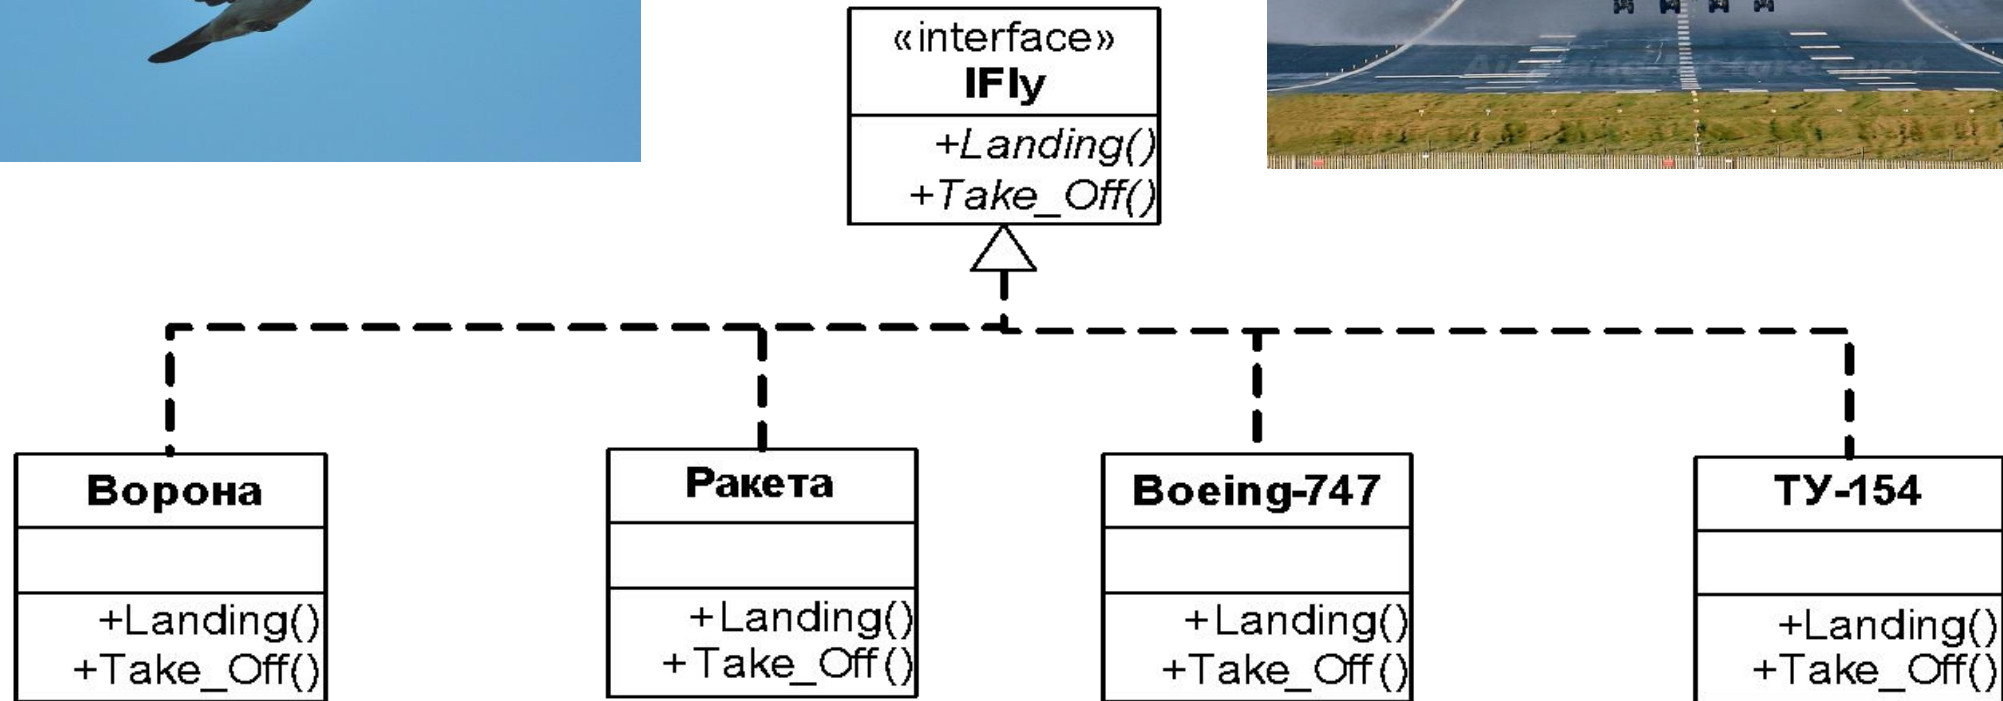 «interface»
IFly
+Landing()
+Take_Off()
Ворона
+Landing()
+Take_Off()
Ракета
+Landing()
+Take_Off()
Boeing-747
+Landing()
+Take_Off()
ТУ-154
+Landing()
+Take_Off()